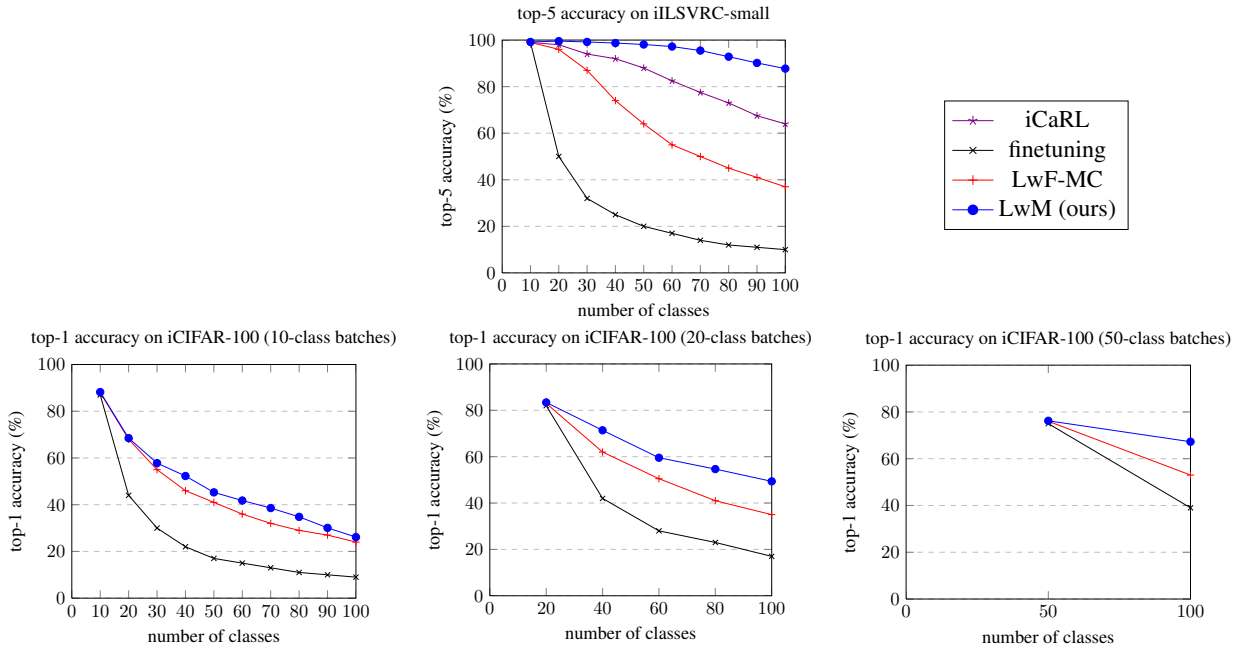 top-5 accuracy on iILSVRC-small
top-5 accuracy (%)
100
80
60
40
20
0
0 10 20 30 40 50 60 70 80 90 100
number of classes
iCaRL
finetuning
LwF-MC
LwM (ours)
top-1 accuracy on iCIFAR-100 (10-class batches)
top-1 accuracy (%)
100
80
60
40
20
0
0 10 20 30 40 50 60 70 80 90 100
number of classes
top-1 accuracy on iCIFAR-100 (20-class batches)
top-1 accuracy (%)
100
80
60
40
20
0
0 20 40 60 80 100
number of classes
top-1 accuracy on iCIFAR-100 (50-class batches)
top-1 accuracy (%)
100
80
60
40
20
0
0 50 100
number of classes